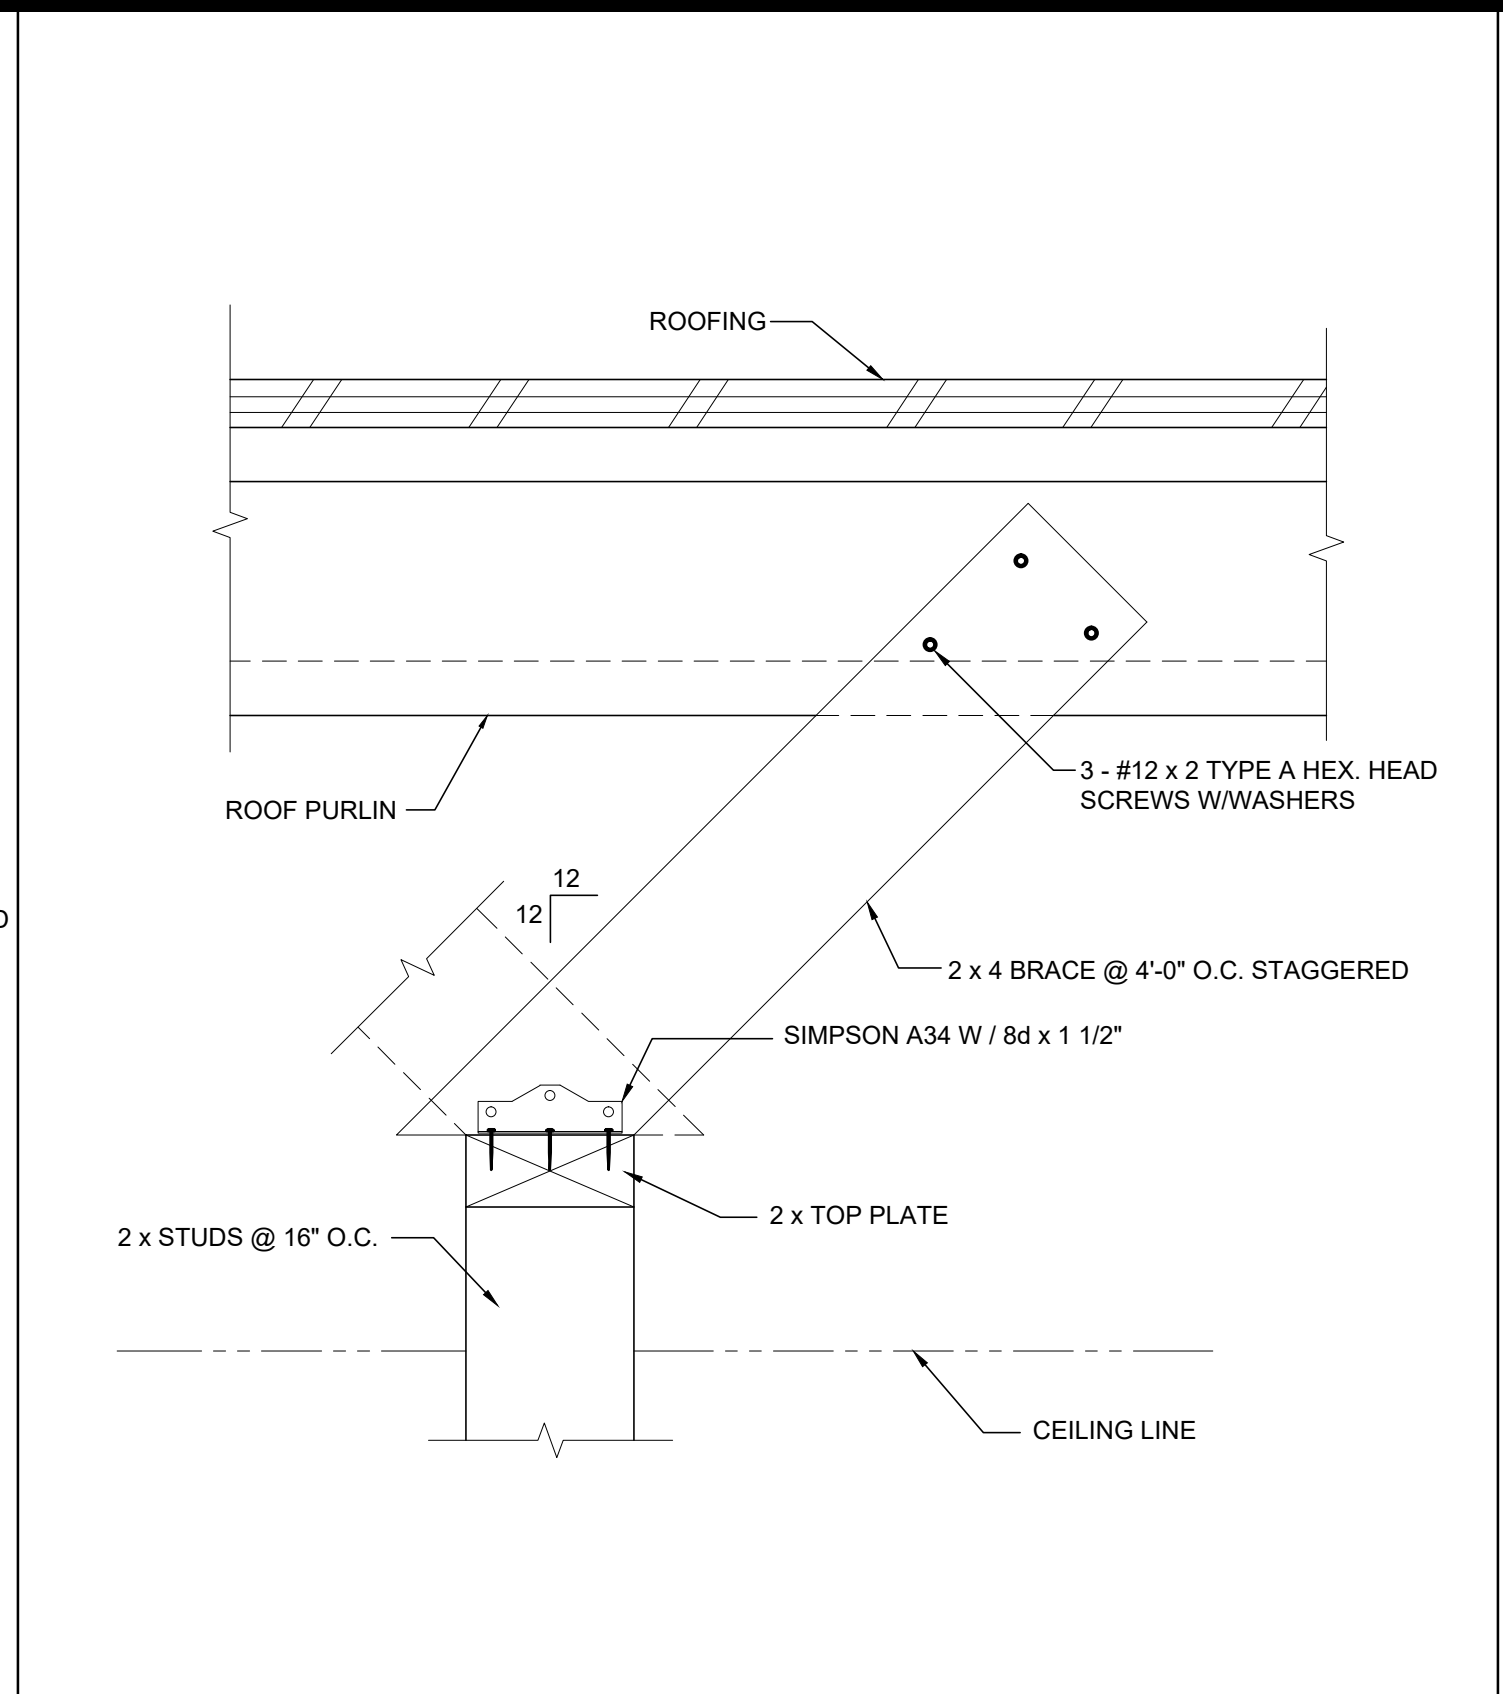 ROOFING
3 - #12 x 2 TYPE A HEX. HEAD
SCREWS W/WASHERS
ROOF PURLIN
12
12
2 x 4 BRACE @ 4'-0" O.C. STAGGERED
SIMPSON A34 W / 8d x 1 1/2"
2 x TOP PLATE
2 x STUDS @ 16" O.C.
CEILING LINE